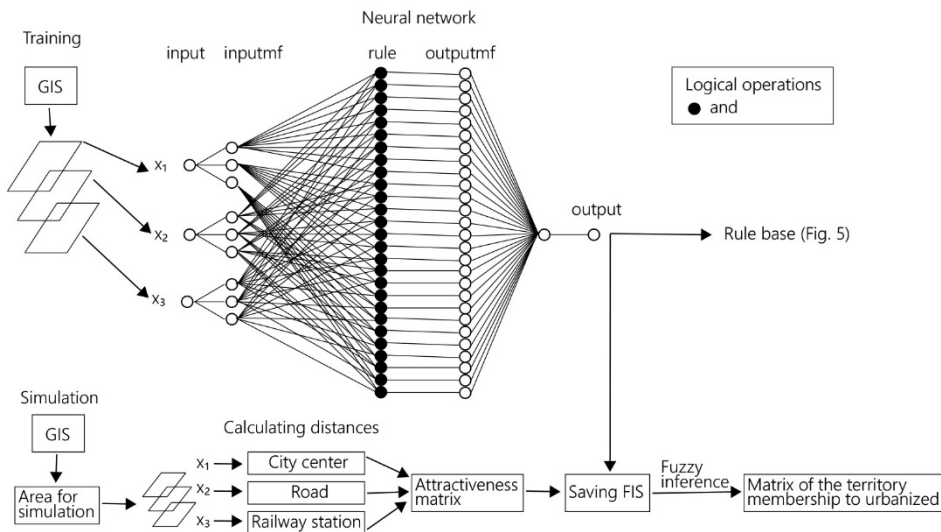 Neural network
Training
input inputmf rule outputmf
GIS
Logical operations
and
x1
x2
x3
output
Rule base (Fig. 5)
Simulation
GIS
Calculating distances
Area for
simulation
x1
x2
x3
City center
Road
Railway station
Attractiveness
matrix
Saving FIS
Fuzzy
inference
Matrix of the territory
membership to urbanized